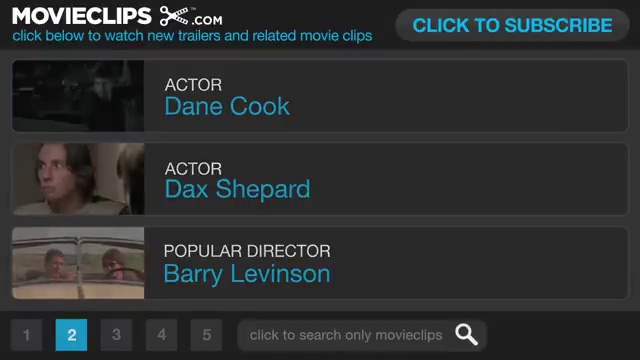 MOVIECLIPS .COM
click below to watch new trailers and related movie clips
CLICK TO SUBSCRIBE
ACTOR
Dane Cook
ACTOR
Dax Shepard
POPULAR DIRECTOR
Barry Levinson
1 2 3 4 5
click to search only movieclips